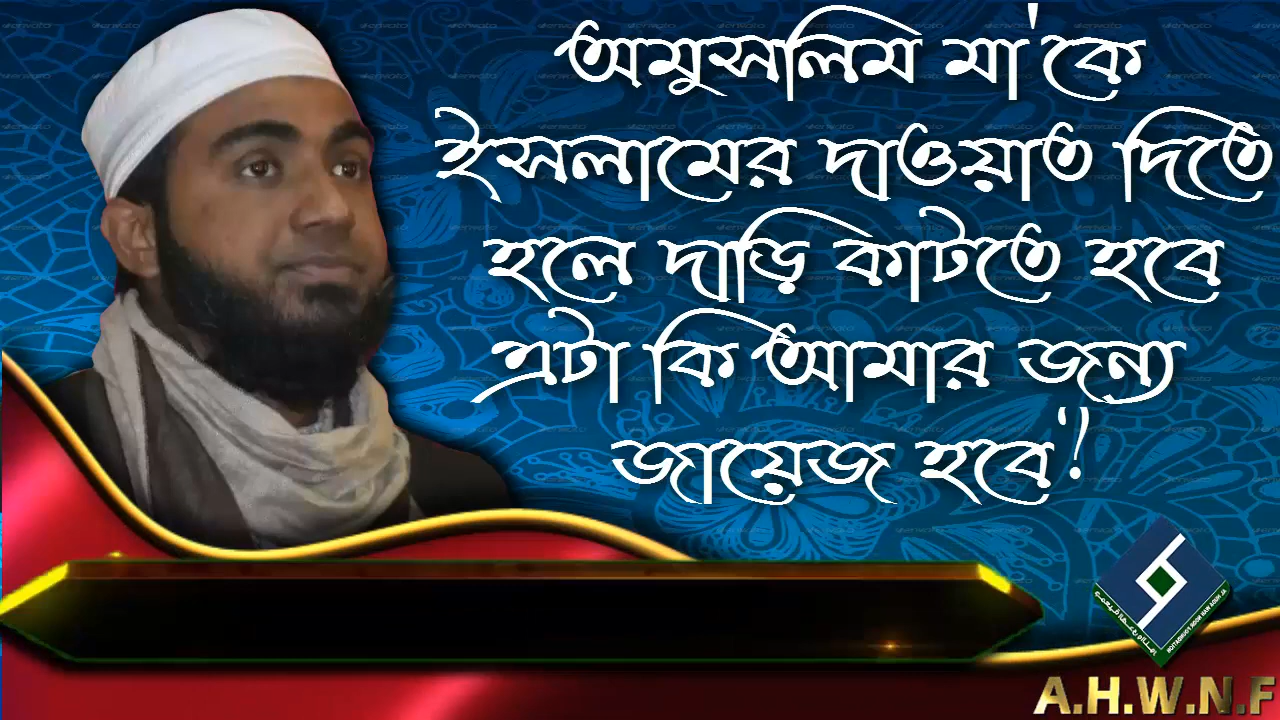 অমুসলিম মা'কে
ইসলামের দাওয়াত দিতে
হলে দাড়ি কাটতে হবে
এটা কি আমার জন্য
জায়েজ হবে?
A.H.W.N.F